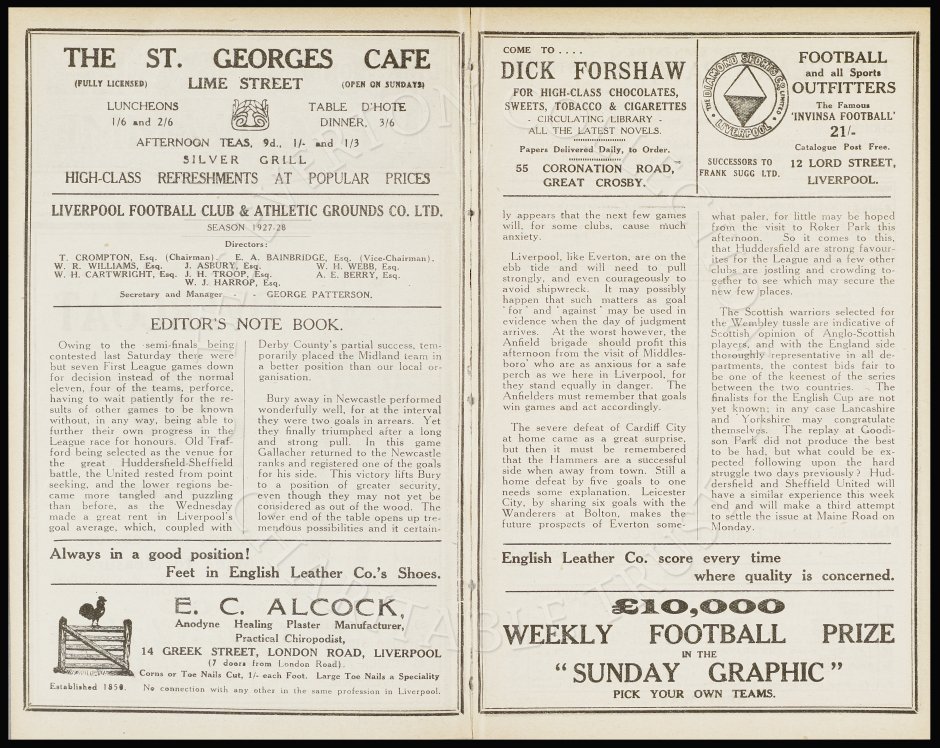 THE ST. GEORGES CAFE
(FULLY LICENSED) LIME STREET (OPEN ON SUNDAYS)
LUNCHEONS
1/6 and 2/6
TABLE D'HOTE
DINNER, 3/6
AFTERNOON TEAS, 9d., 1/- and 1/3
SILVER GRILL
HIGH-CLASS REFRESHMENTS AT POPULAR PRICES
LIVERPOOL FOOTBALL CLUB & ATHLETIC GROUNDS CO. LTD.
SEASON 1927-28
Directors:
T. CROMPTON, Esq. (Chairman). E. A. BAINBRIDGE, Esq. (Vice-Chairman).
W. R. WILLIAMS, Esq. J. ASBURY, Esq. W. H. WEBB, Esq.
W. H. CARTWRIGHT, Esq. J. H. TROOP, Esq. A. E. BERRY, Esq.
W. J. HARROP, Esq.
Secretary and Manager - - - GEORGE PATTERSON.
EDITOR'S NOTE BOOK.
Owing to the semi-finals being
contested last Saturday there were
but seven First League games down
for decision instead of the normal
eleven, four of the teams, perforce,
having to wait patiently for the re-
sults of other games to be known
without, in any way, being able to
further their own progress in the
League race for honours. Old Traf-
ford being selected as the venue for
the great Huddersfield-Sheffield
battle, the United rested from point
seeking, and the lower regions be-
came more tangled and puzzling
than before, as the Wednesday
made a great rent in Liverpool's
goal average, which, coupled with
Derby County's partial success, tem-
porarily placed the Midland team in
a better position than our local or-
ganisation.
Bury away in Newcastle performed
wonderfully well, for at the interval
they were two goals in arrears. Yet
they finally triumphed after a long
and strong pull. In this game
Gallacher returned to the Newcastle
ranks and registered one of the goals
for his side. This victory lifts Bury
to a position of greater security,
even though they may not yet be
considered as out of the wood. The
lower end of the table opens up tre-
mendous possibilities and it certain-
Always in a good position!
Feet in English Leather Co.'s Shoes.
E. C. ALCOCK,
Anodyne Healing Plaster Manufacturer,
Practical Chiropodist,
14 GREEK STREET, LONDON ROAD, LIVERPOOL
(7 doors from London Road).
Corns or Toe Nails Cut, 1/- each Foot. Large Toe Nails a Speciality
Established 1850. No connection with any other in the same profession in Liverpool.
COME TO ....
DICK FORSHAW
FOR HIGH-CLASS CHOCOLATES,
SWEETS, TOBACCO & CIGARETTES
- CIRCULATING LIBRARY -
ALL THE LATEST NOVELS.
Papers Delivered Daily, to Order.
55 CORONATION ROAD,
GREAT CROSBY.
THE DIAMOND SPORTS CO. LIMITED
LIVERPOOL
SUCCESSORS TO
FRANK SUGG LTD.
FOOTBALL
and all Sports
OUTFITTERS
The Famous
'INVINSA FOOTBALL'
21/-
Catalogue Post Free.
12 LORD STREET,
LIVERPOOL.
ly appears that the next few games
will, for some clubs, cause much
anxiety.
Liverpool, like Everton, are on the
ebb tide and will need to pull
strongly, and even courageously to
avoid shipwreck. It may possibly
happen that such matters as goal
'for' and 'against' may be used in
evidence when the day of judgment
arrives. At the worst however, the
Anfield brigade should profit this
afternoon from the visit of Middles-
boro' who are as anxious for a safe
perch as we here in Liverpool, for
they stand equally in danger. The
Anfielders must remember that goals
win games and act accordingly.
The severe defeat of Cardiff City
at home came as a great surprise,
but then it must be remembered
that the Hammers are a successful
side when away from town. Still a
home defeat by five goals to one
needs some explanation. Leicester
City, by sharing six goals with the
Wanderers at Bolton, makes the
future prospects of Everton some-
what paler, for little may be hoped
from the visit to Roker Park this
afternoon. So it comes to this,
that Huddersfield are strong favour-
ites for the League and a few other
clubs are jostling and crowding to-
gether to see which may secure the
new few places.
The Scottish warriors selected for
the Wembley tussle are indicative of
Scottish opinion of Anglo-Scottish
players, and with the England side
thoroughly representative in all de-
partments, the contest bids fair to
be one of the keenest of the series
between the two countries. The
finalists for the English Cup are not
yet known; in any case Lancashire
and Yorkshire may congratulate
themselves. The replay at Goodi-
son Park did not produce the best
to be had, but what could be ex-
pected following upon the hard
struggle two days previously? Hud-
dersfield and Sheffield United will
have a similar experience this week
end and will make a third attempt
to settle the issue at Maine Road on
Monday.
English Leather Co. score every time
where quality is concerned.
£10,000
WEEKLY FOOTBALL PRIZE
IN THE
"SUNDAY GRAPHIC"
PICK YOUR OWN TEAMS.